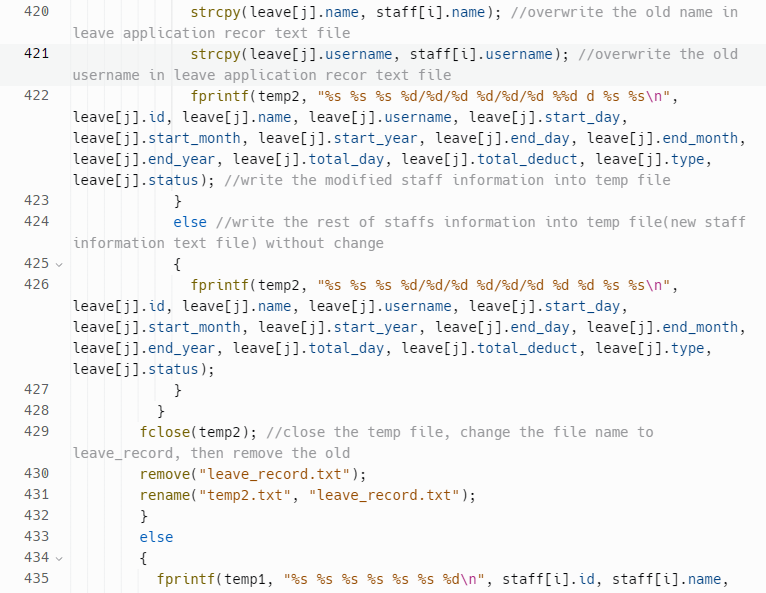 420 strcpy(leave[j].name, staff[i].name); //overwrite the old name in
leave application recor text file
421 strcpy(leave[j].username, staff[i].username); //overwrite the old
username in leave application recor text file
422 fprintf(temp2, "%s %s %s %d/%d/%d %d/%d/%d %%d d %s %s\n",
leave[j].id, leave[j].name, leave[j].username, leave[j].start_day,
leave[j].start_month, leave[j].start_year, leave[j].end_day, leave[j].end_month,
leave[j].end_year, leave[j].total_day, leave[j].total_deduct, leave[j].type,
leave[j].status); //write the modified staff information into temp file
423 }
424 else //write the rest of staffs information into temp file(new staff
information text file) without change
425 {
426 fprintf(temp2, "%s %s %s %d/%d/%d %d/%d/%d %d %d %s %s\n",
leave[j].id, leave[j].name, leave[j].username, leave[j].start_day,
leave[j].start_month, leave[j].start_year, leave[j].end_day, leave[j].end_month,
leave[j].end_year, leave[j].total_day, leave[j].total_deduct, leave[j].type,
leave[j].status);
427 }
428 }
429 fclose(temp2); //close the temp file, change the file name to
leave_record, then remove the old
430 remove("leave_record.txt");
431 rename("temp2.txt", "leave_record.txt");
432 }
433 else
434 {
435 fprintf(temp1, "%s %s %s %s %s %s %d\n", staff[i].id, staff[i].name,